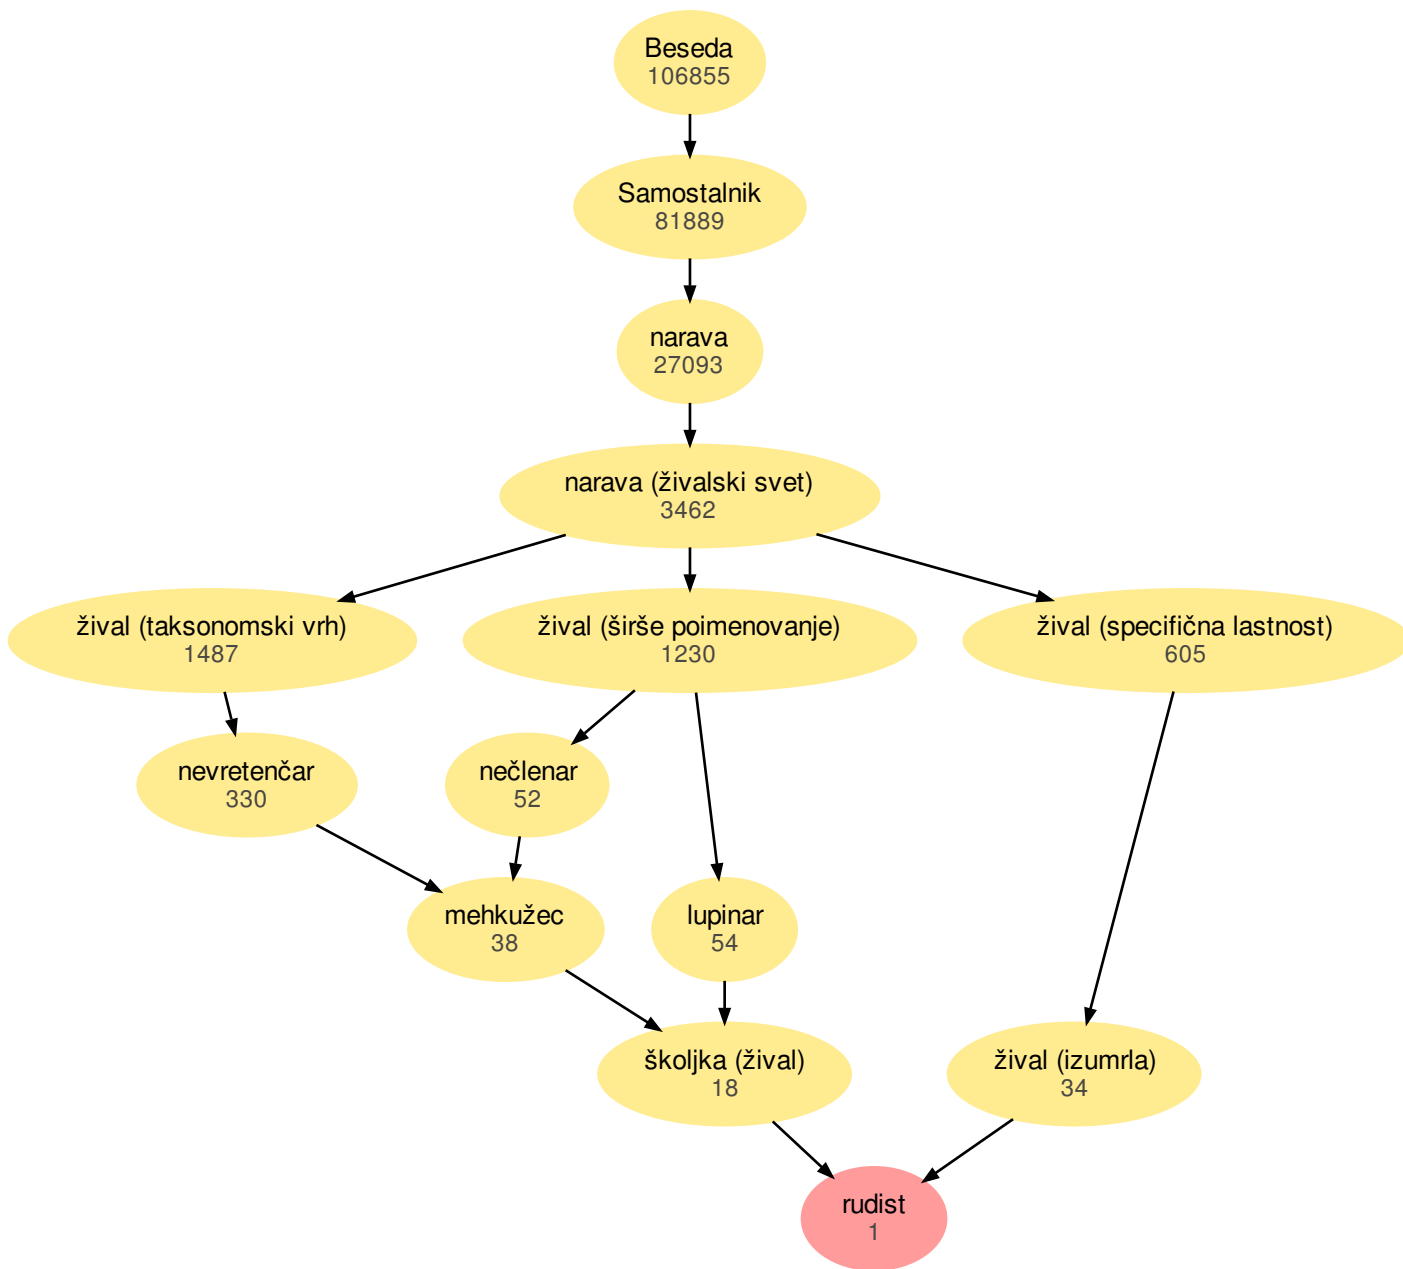 Beseda
106855
Samostalnik
81889
narava
27093
narava (živalski svet)
3462
žival (taksonomski vrh)
1487
žival (širše poimenovanje)
1230
žival (specifična lastnost)
605
nevretenčar
330
nečlenar
52
mehkužec
38
lupinar
54
školjka (žival)
18
žival (izumrla)
34
rudist
1